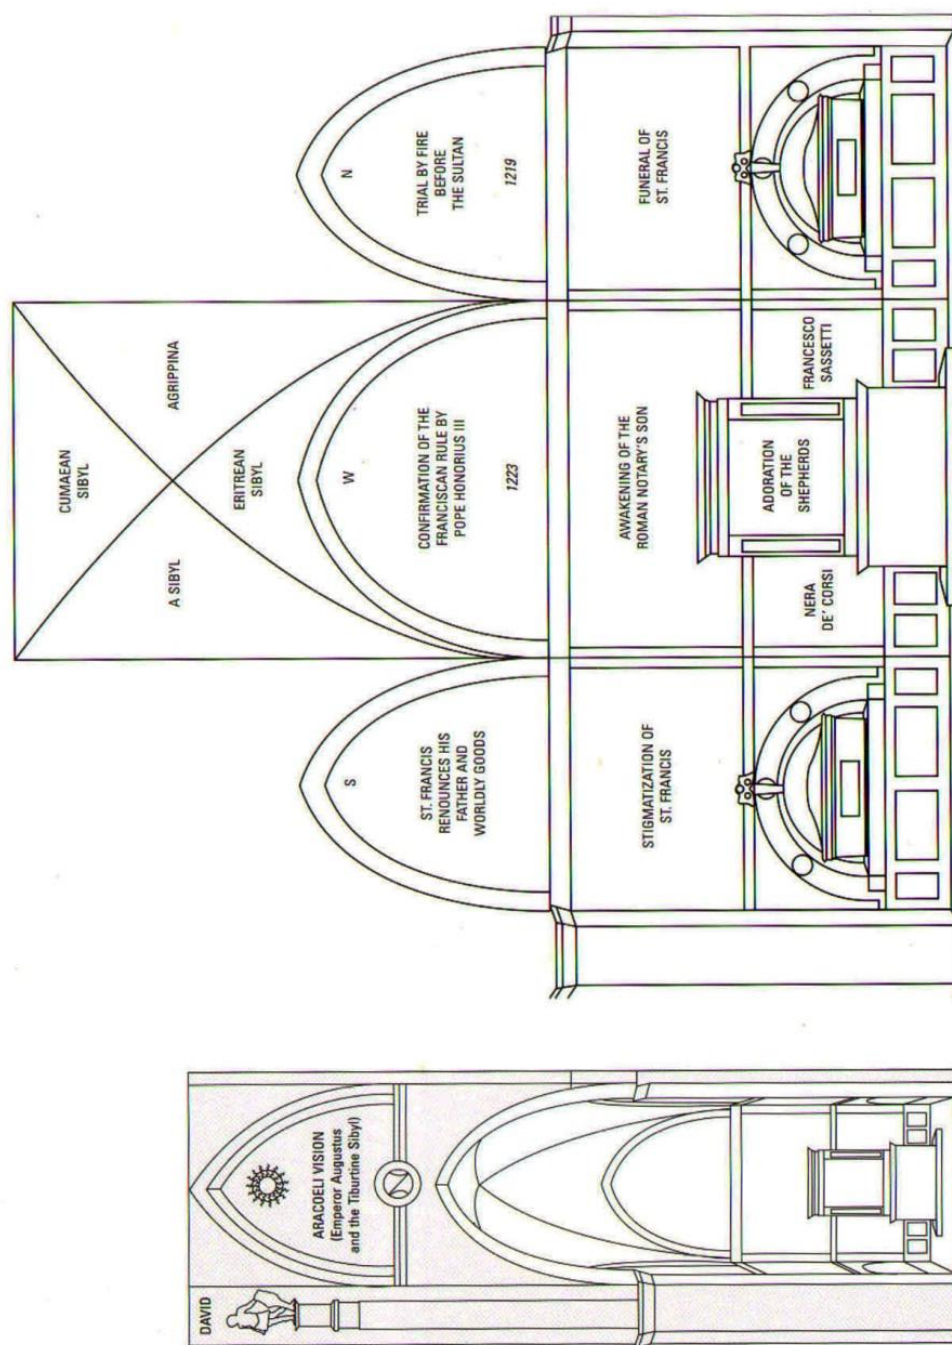 DAVID
ARACOELI VISION
(Emperor Augustus
and the Tiburtine Sibyl)
CUMAEAN
SIBYL
A SIBYL
AGRIPPINA
ERITREAN
SIBYL
S
ST. FRANCIS
RENOUNCES HIS
FATHER AND
WORLDLY GOODS
W
CONFIRMATION OF THE
FRANCISCAN RULE BY
POPE HONORIUS III
1223
N
TRIAL BY FIRE
BEFORE
THE SULTAN
1219
STIGMATIZATION OF
ST. FRANCIS
AWAKENING OF THE
ROMAN NOTARY'S SON
FUNERAL OF
ST. FRANCIS
NERA
DE' CORSI
ADORATION
OF THE
SHEPHERDS
FRANCESCO
SASSETTI